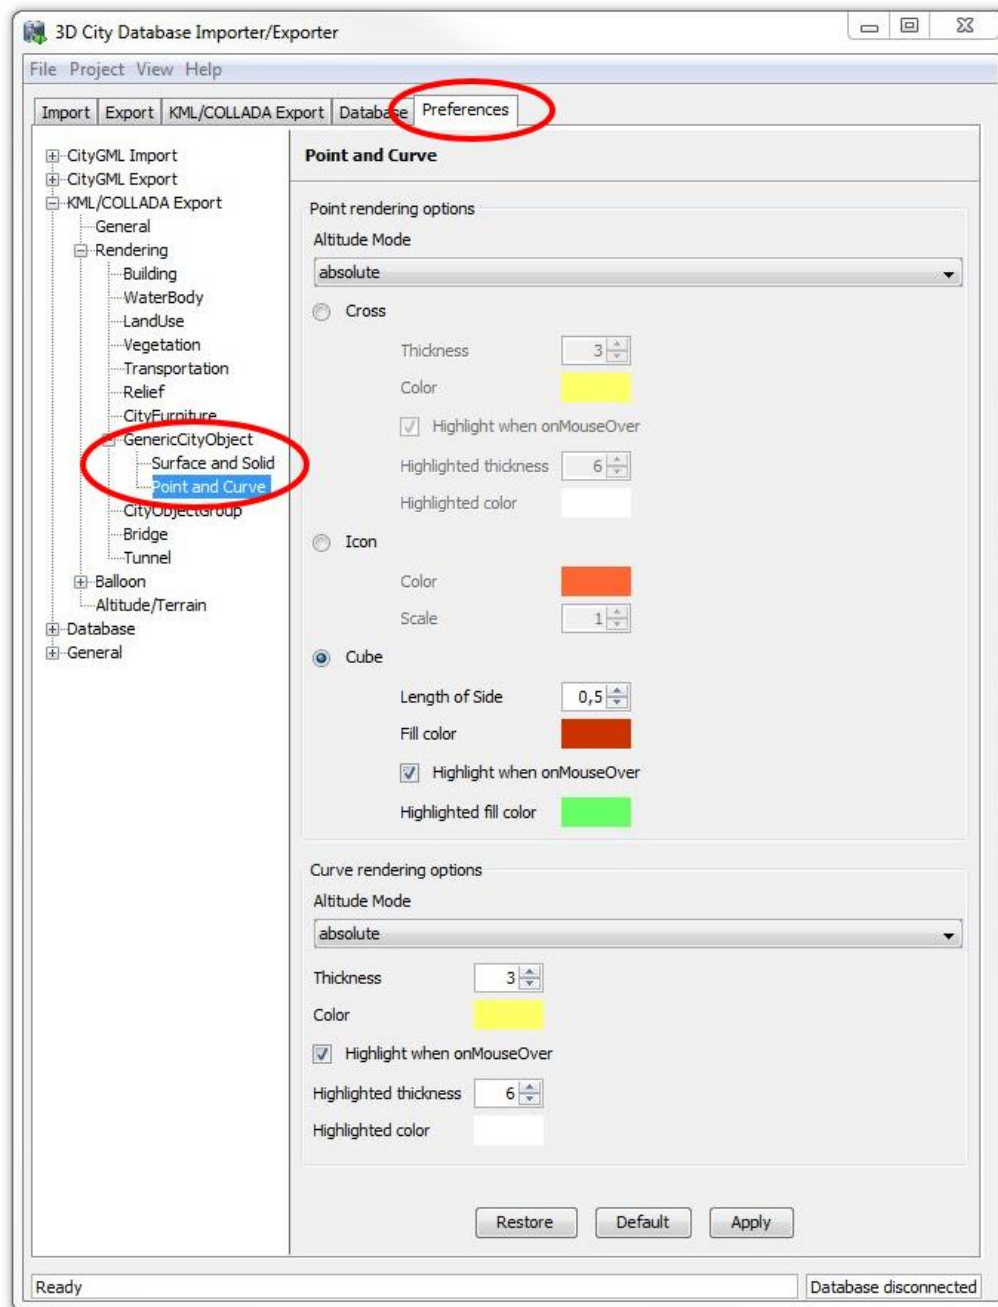 3D City Database Importer/Exporter
File Project View Help
Import Export KML/COLLADA Export Database Preferences
CityGML Import
CityGML Export
KML/COLLADA Export
General
Rendering
Building
WaterBody
LandUse
Vegetation
Transportation
Relief
CityFurniture
GenericCityObject
Surface and Solid
Point and Curve
CityObjectGroup
Bridge
Tunnel
Balloon
Altitude/Terrain
Database
General
Point and Curve
Point rendering options
Altitude Mode
absolute
Cross
Thickness 3
Color
Highlight when onMouseOver
Highlighted thickness 6
Highlighted color
Icon
Color
Scale 1
Cube
Length of Side 0,5
Fill color
Highlight when onMouseOver
Highlighted fill color
Curve rendering options
Altitude Mode
absolute
Thickness 3
Color
Highlight when onMouseOver
Highlighted thickness 6
Highlighted color
Restore Default Apply
Ready Database disconnected